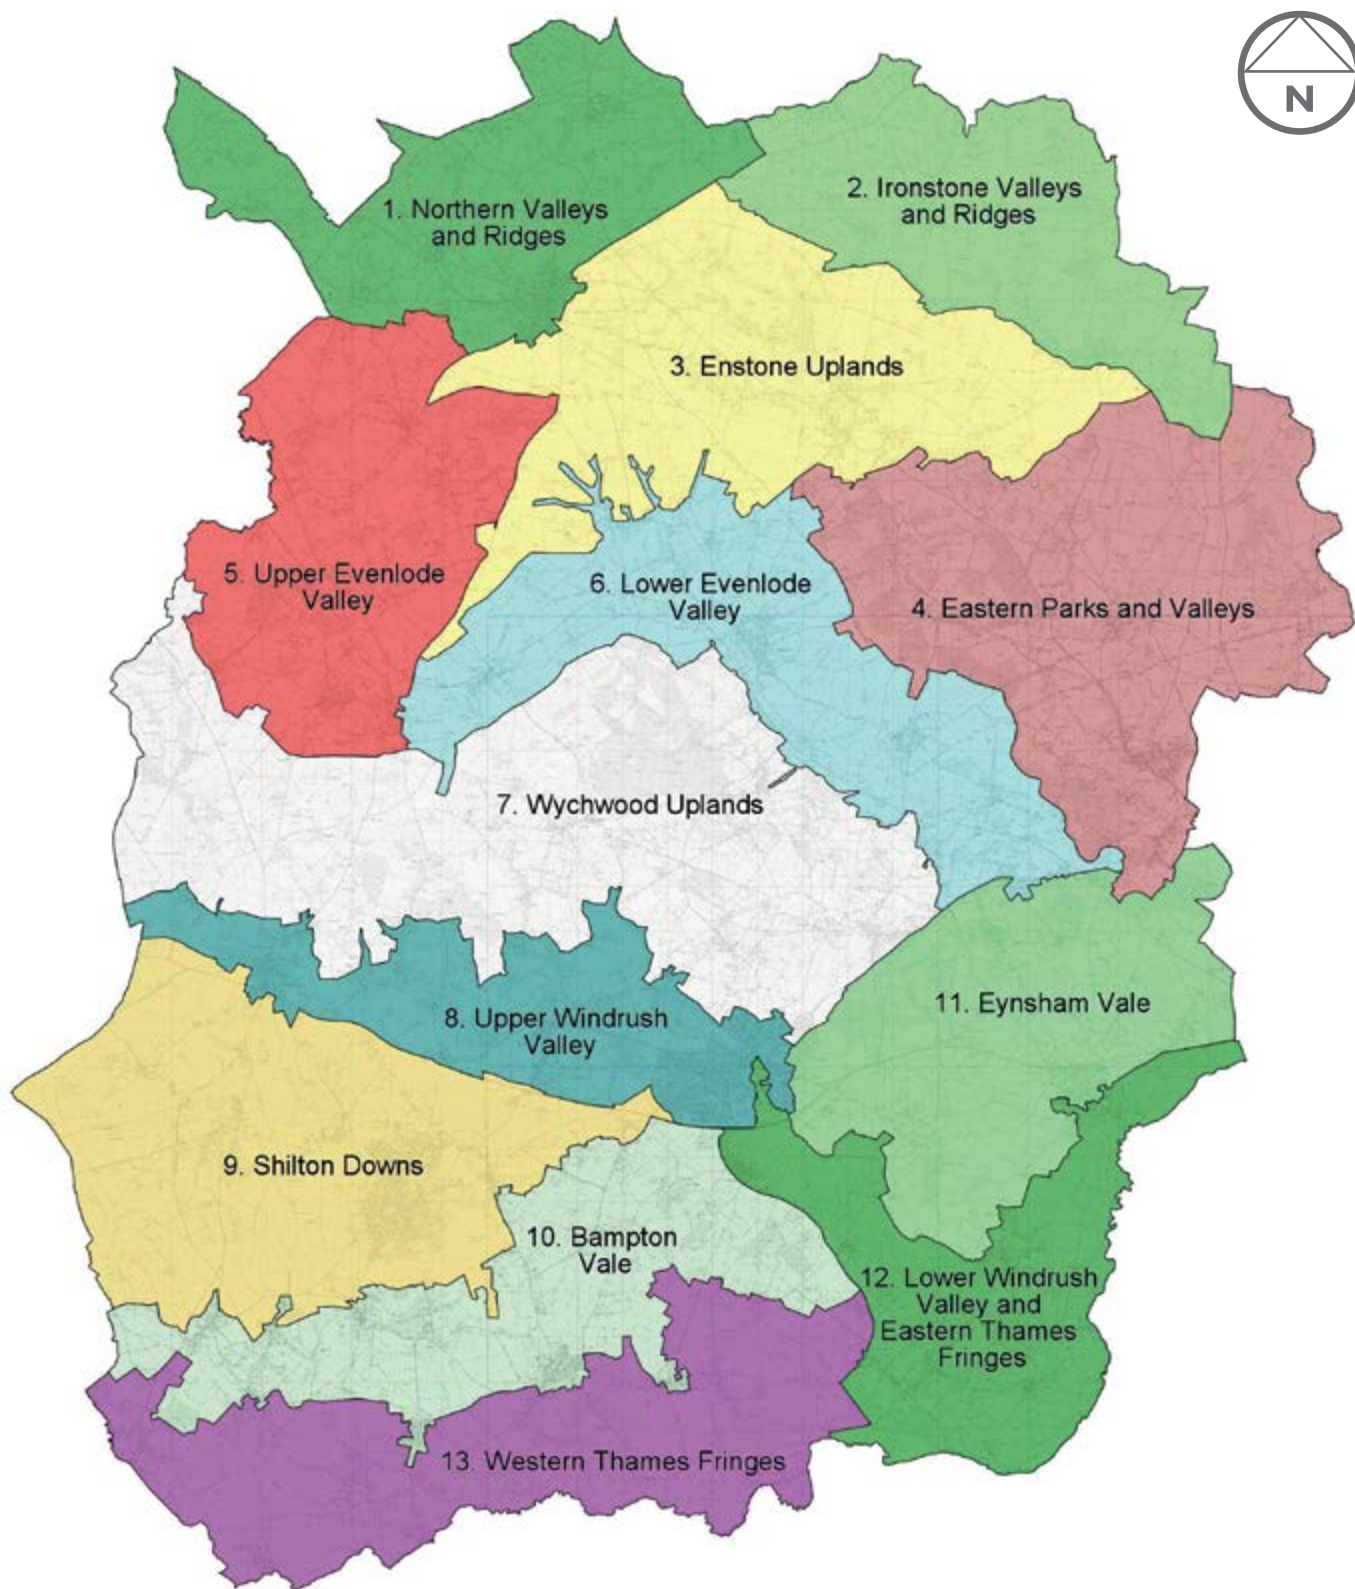 N
1. Northern Valleys
and Ridges
2. Ironstone Valleys
and Ridges
3. Enstone Uplands
5. Upper Evenlode
Valley
6. Lower Evenlode
Valley
4. Eastern Parks and Valleys
7. Wychwood Uplands
8. Upper Windrush
Valley
11. Eynsham Vale
9. Shilton Downs
10. Bampton
Vale
12. Lower Windrush
Valley and
Eastern Thames
Fringes
13. Western Thames Fringes